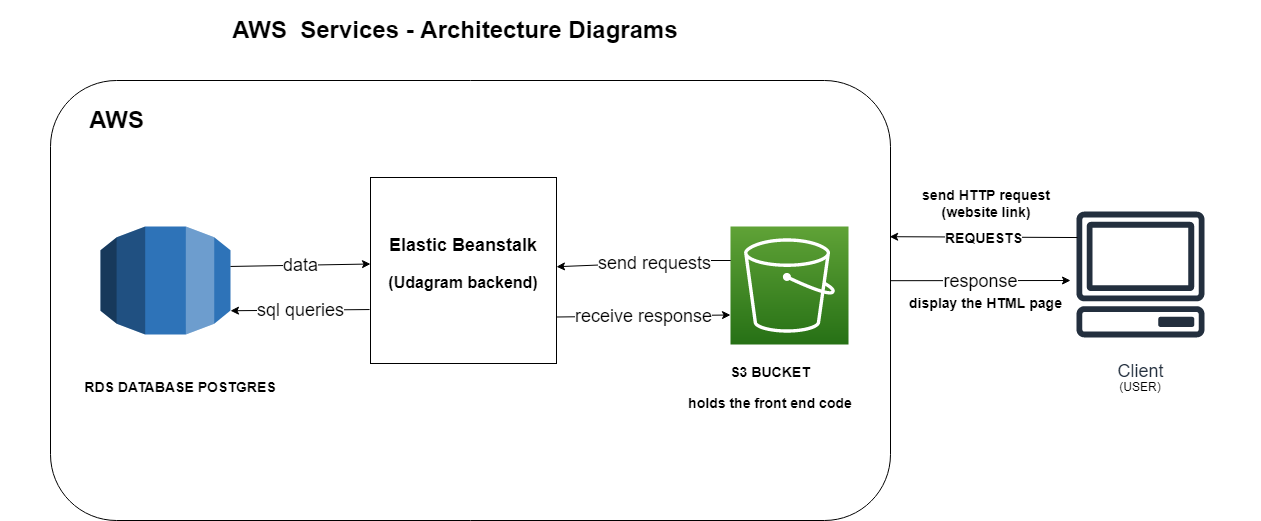 AWS  Services - Architecture Diagrams
AWS
send HTTP request
(website link)
REQUESTS
response
display the HTML page
Elastic Beanstalk
(Udagram backend)
data
sql queries
send requests
receive response
RDS DATABASE POSTGRES
S3 BUCKET
holds the front end code
Client
(USER)